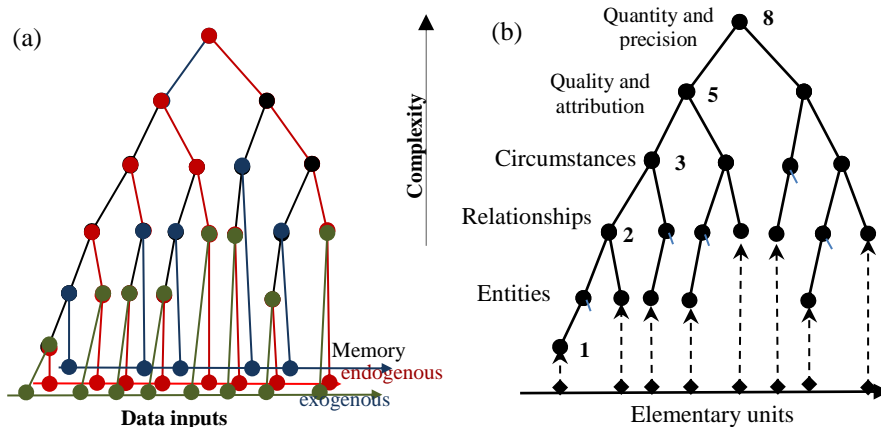 (a)
Complexity
Memory
endogenous
exogenous
Data inputs
(b)
Quantity and
precision
8
Quality and
attribution
5
Circumstances
3
Relationships
2
Entities
1
Elementary units